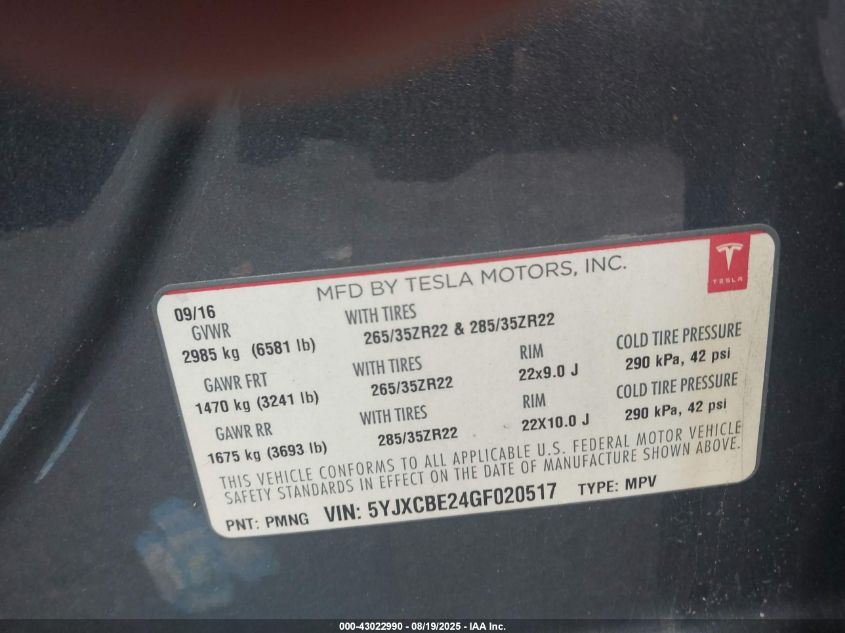 MFD BY TESLA MOTORS, INC.
TESLA
09/16
GVWR
2985 kg (6581 lb)
WITH TIRES
265/35ZR22 & 285/35ZR22
GAWR FRT
1470 kg (3241 lb)
WITH TIRES
265/35ZR22
RIM
22x9.0 J
COLD TIRE PRESSURE
290 kPa, 42 psi
GAWR RR
1675 kg (3693 lb)
WITH TIRES
285/35ZR22
RIM
22X10.0 J
COLD TIRE PRESSURE
290 kPa, 42 psi
THIS VEHICLE CONFORMS TO ALL APPLICABLE U.S. FEDERAL MOTOR VEHICLE
SAFETY STANDARDS IN EFFECT ON THE DATE OF MANUFACTURE SHOWN ABOVE.
PNT: PMNG VIN: 5YJXCBE24GF020517 TYPE: MPV
000-43022990 - 08/19/2025 - IAA Inc.